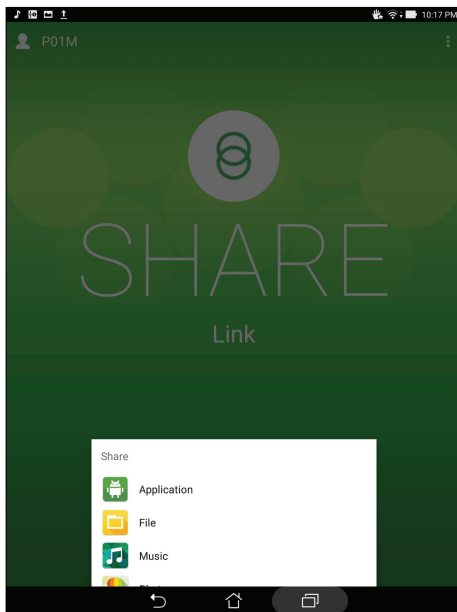 10:17 PM
P01M
SHARE
Link
Share
Application
File
Music